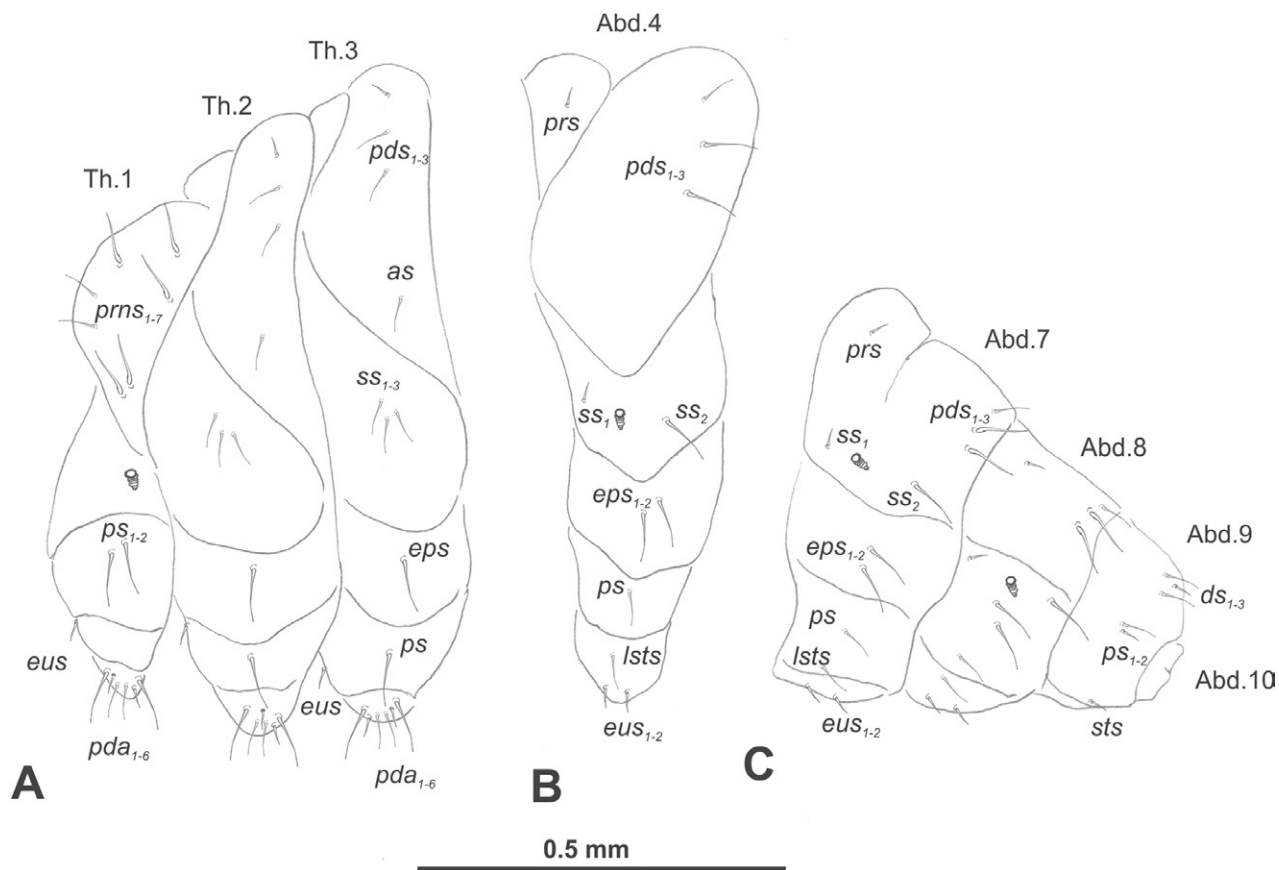 Th.1
Th.2
Th.3
pds1-3
prns1-7
as
ss1-3
ps1-2
eps
ps
eus
eus
pda1-6
pda1-6
A
Abd.4
prs
pds1-3
ss1
ss2
eps1-2
ps
lsts
eus1-2
B
Abd.7
prs
pds1-3
ss1
Abd.8
ss2
Abd.9
eps1-2
ds1-3
ps
ps1-2
lsts
Abd.10
eus1-2
sts
C
0.5 mm